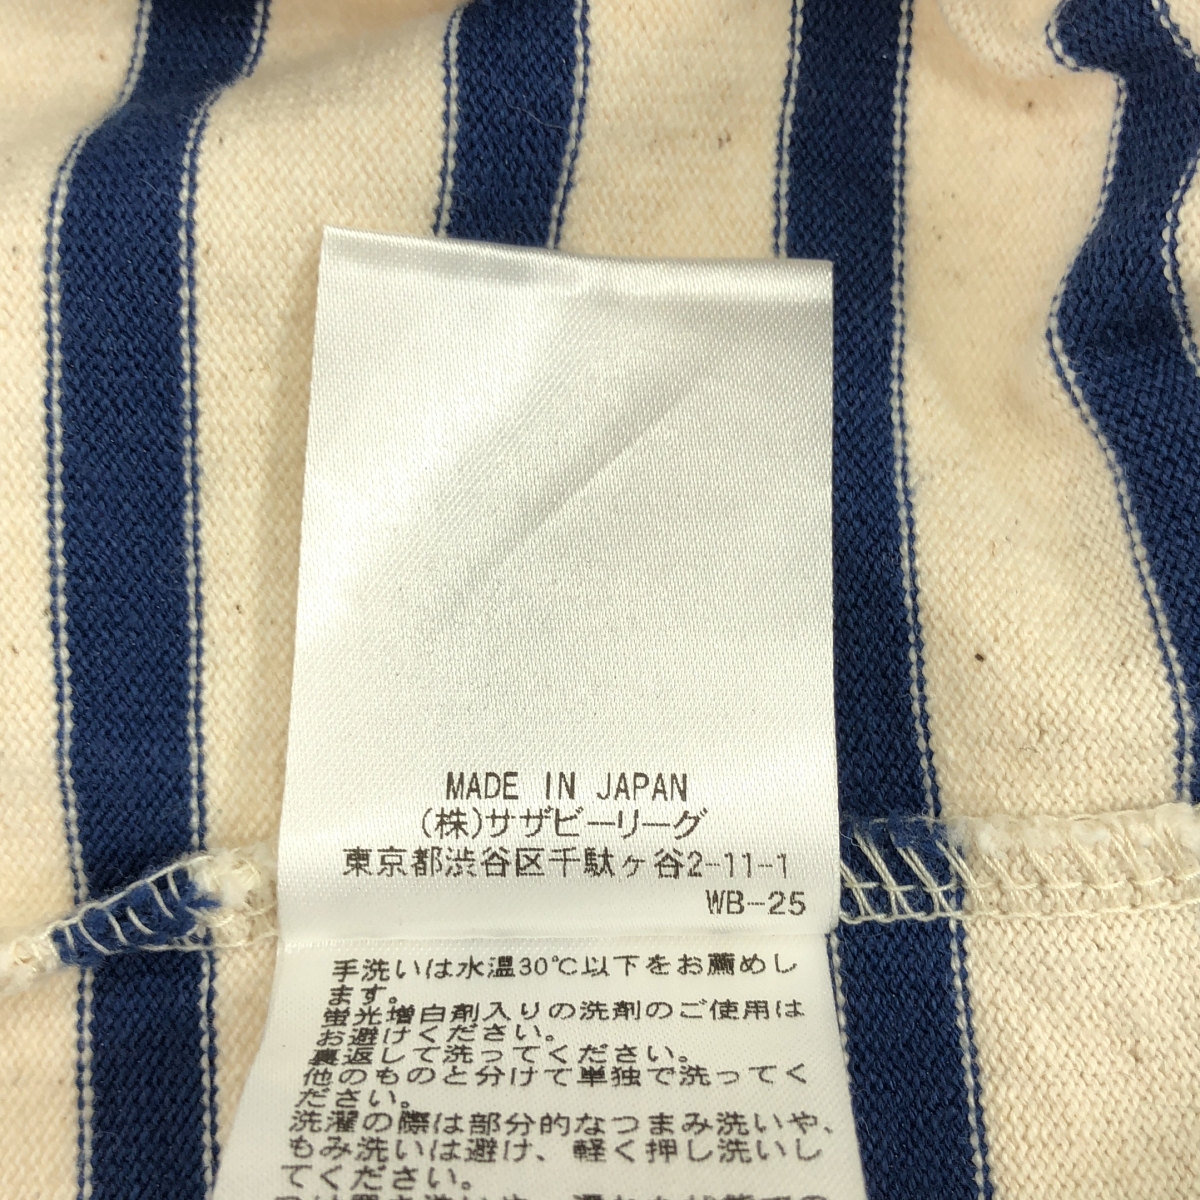 MADE IN JAPAN
(株)サザビーリーグ
東京都渋谷区千駄ヶ谷2-11-1
WB-25
手洗いは水温30℃以下をお薦めし
ます。
蛍光増白剤入りの洗剤のご使用は
お避けください。
裏返して洗ってください。
他のものと分けて単独で洗ってく
ださい。
洗濯の際は部分的なつまみ洗いや、
もみ洗いは避け、軽く押し洗いし
てください。